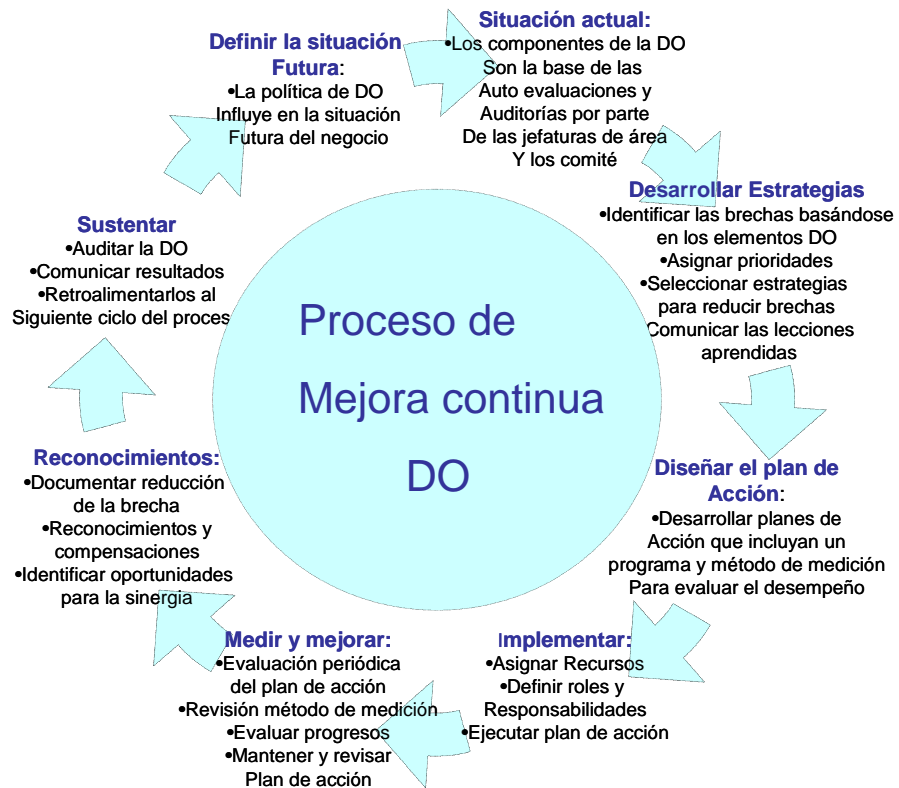 Situación actual:
•Los componentes de la DO
Son la base de las
Auto evaluaciones y
Auditorías por parte
De las jefaturas de área
Y los comité
Desarrollar Estrategias
•Identificar las brechas basándose
en los elementos DO
•Asignar prioridades
•Seleccionar estrategias
para reducir brechas
Comunicar las lecciones
aprendidas
Diseñar el plan de
Acción:
•Desarrollar planes de
Acción que incluyan un
programa y método de medición
Para evaluar el desempeño
Implementar:
•Asignar Recursos
•Definir roles y
Responsabilidades
•Ejecutar plan de acción
Medir y mejorar:
•Evaluación periódica
del plan de acción
•Revisión método de medición
•Evaluar progresos
•Mantener y revisar
Plan de acción
Reconocimientos:
•Documentar reducción
de la brecha
•Reconocimientos y
compensaciones
•Identificar oportunidades
para la sinergia
Sustentar
•Auditar la DO
•Comunicar resultados
•Retroalimentarlos al
Siguiente ciclo del proces
Definir la situación
Futura:
•La política de DO
Influye en la situación
Futura del negocio
Proceso de
Mejora continua
DO